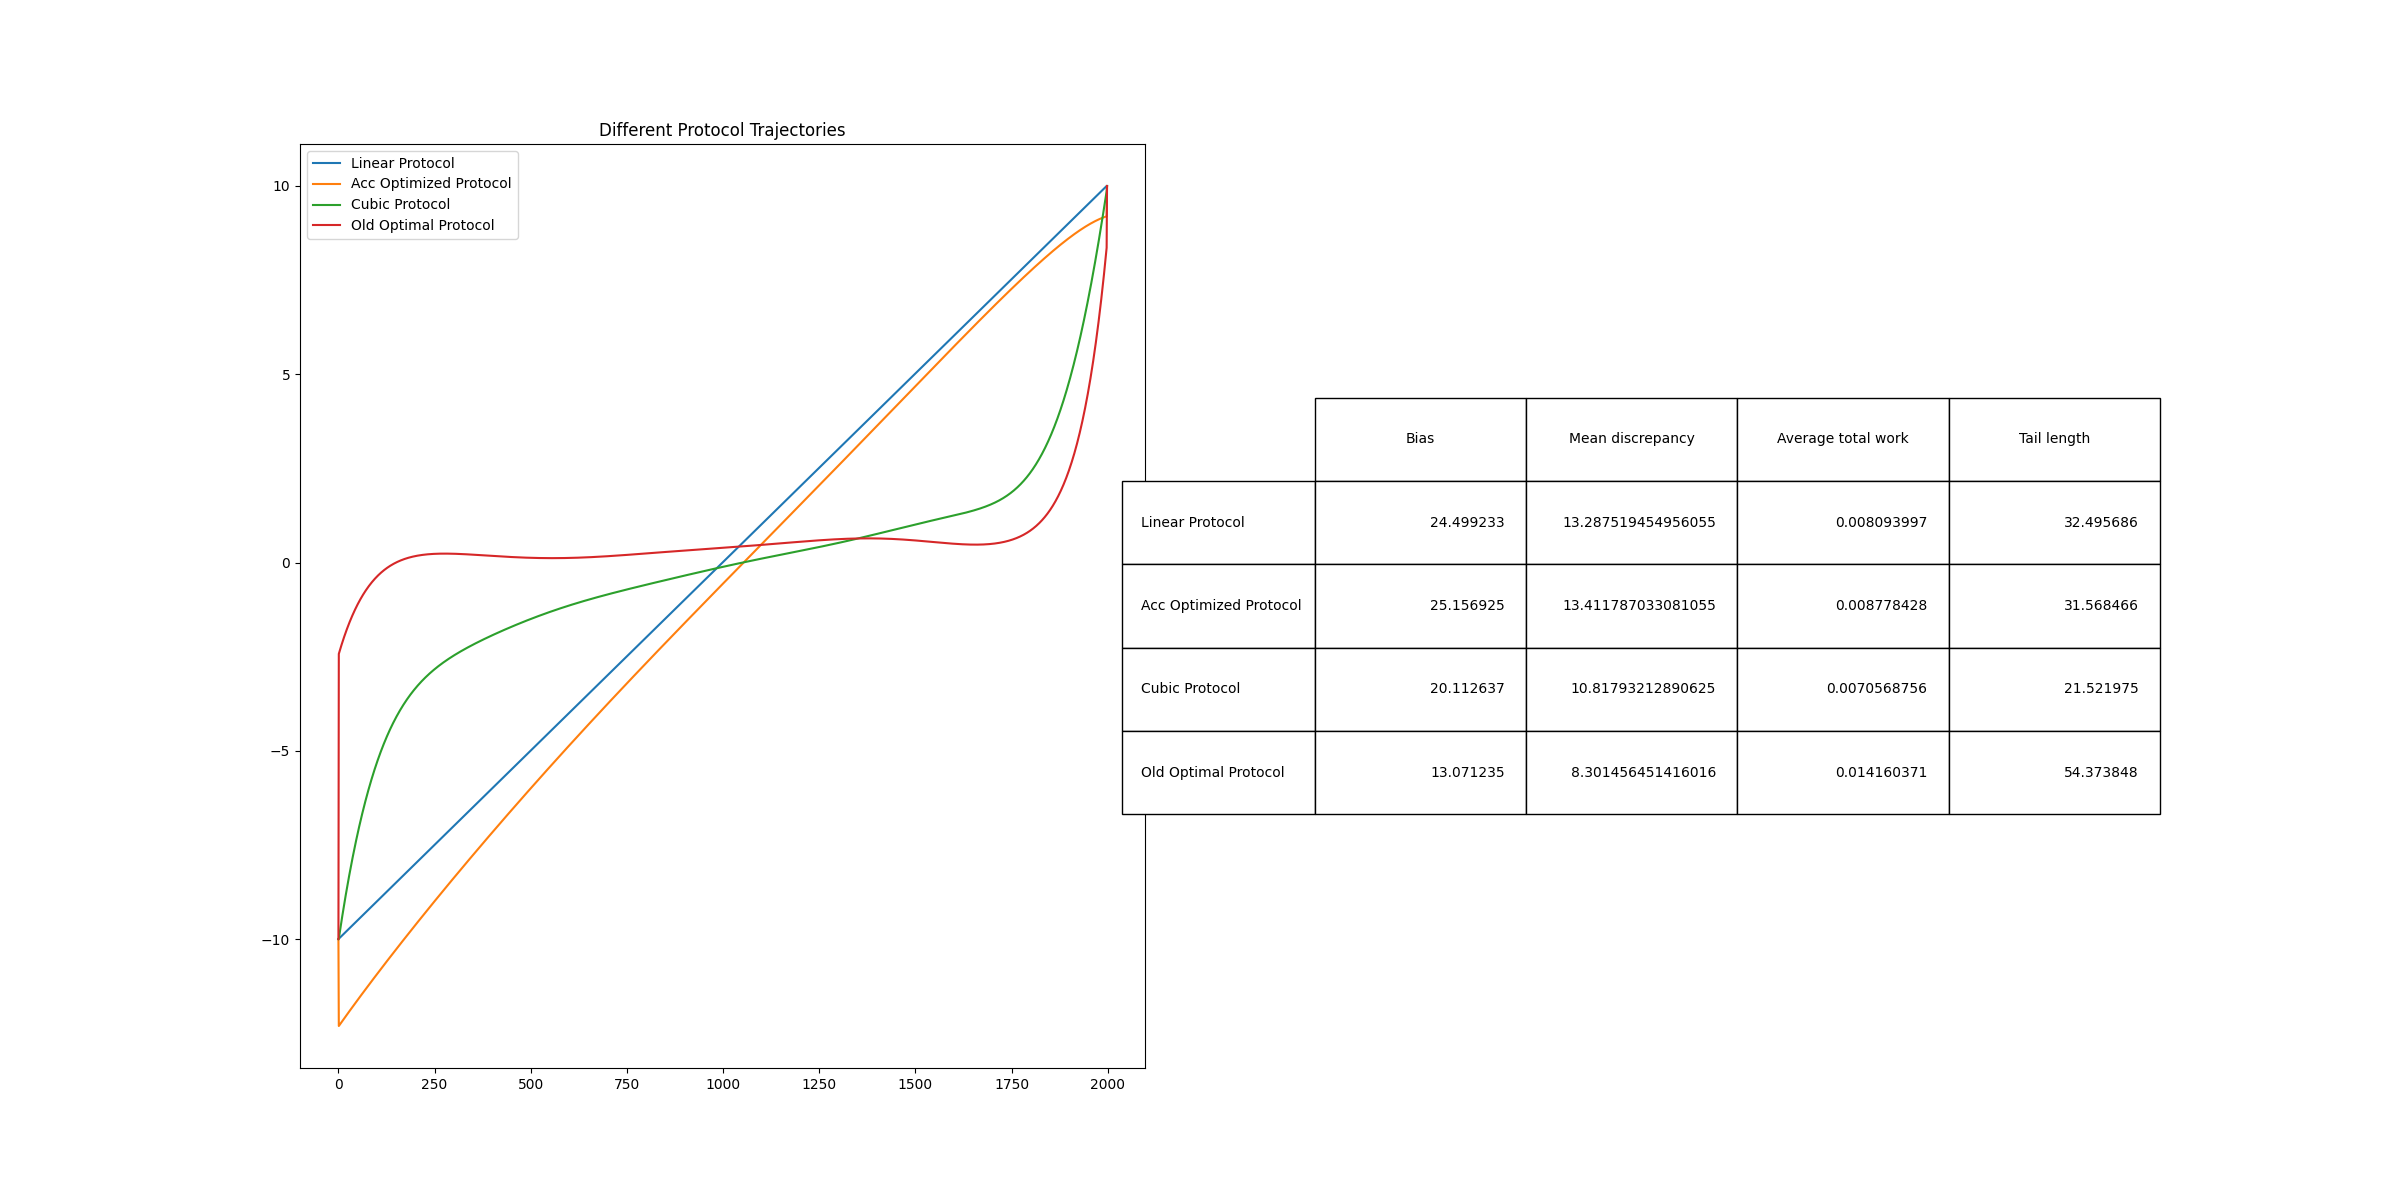 Different Protocol Trajectories
Linear Protocol
Acc Optimized Protocol
Cubic Protocol
Old Optimal Protocol
10
5
0
−5
−10
0 250 500 750 1000 1250 1500 1750 2000
Bias Mean discrepancy Average total work Tail length
Linear Protocol 24.499233 13.287519454956055 0.008093997 32.495686
Acc Optimized Protocol 25.156925 13.411787033081055 0.008778428 31.568466
Cubic Protocol 20.112637 10.81793212890625 0.0070568756 21.521975
Old Optimal Protocol 13.071235 8.301456451416016 0.014160371 54.373848